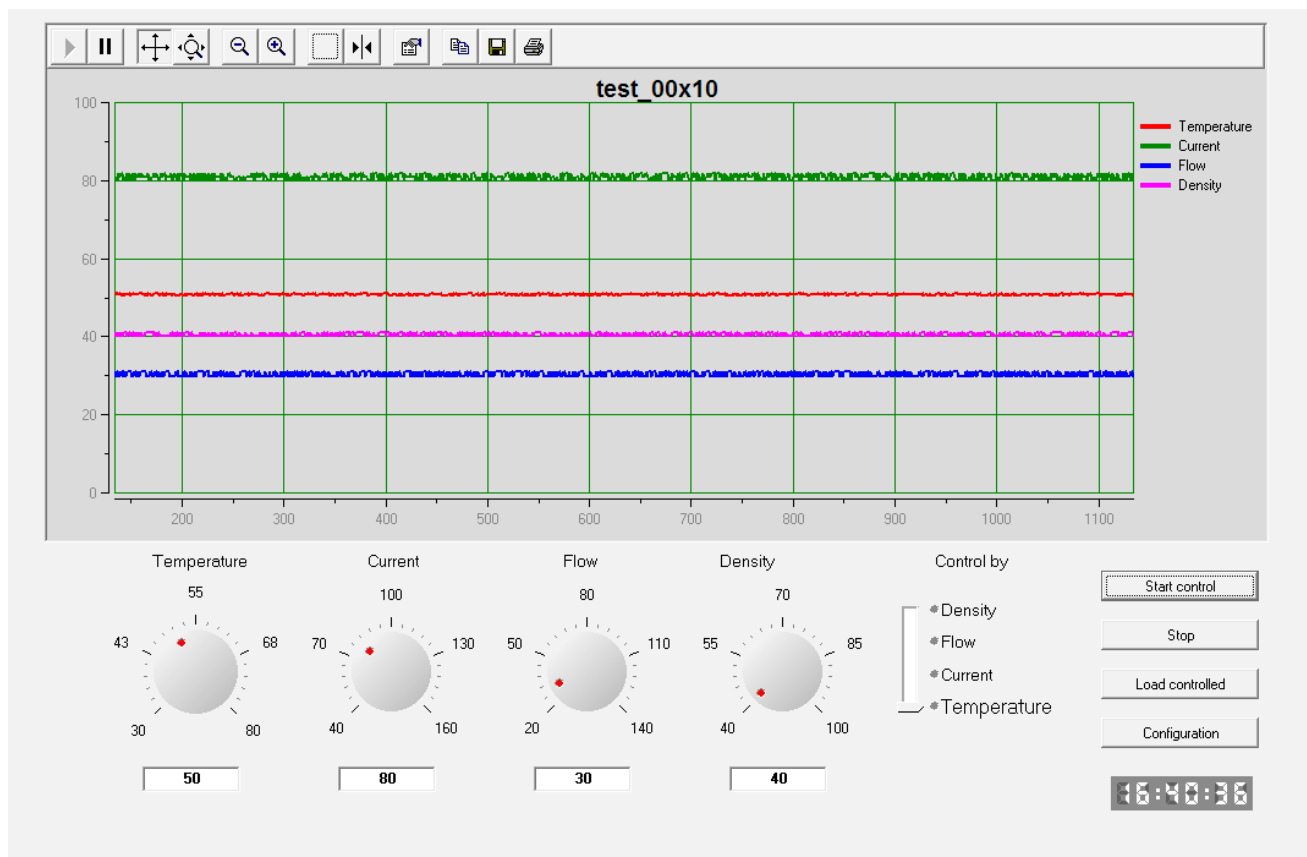 test_00x10
100
80
60
40
20
0
200 300 400 500 600 700 800 900 1000 1100
Temperature
Current
Flow
Density
Temperature
55
43 68
30 80
50
Current
100
70 130
40 160
80
Flow
80
50 110
20 140
30
Density
70
55 85
40 100
40
Control by
Density
Flow
Current
Temperature
Start control
Stop
Load controlled
Configuration
16:40:36